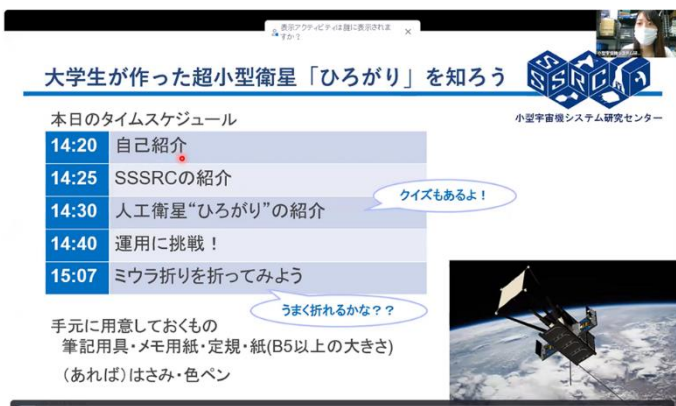 表示アクティビティは誰に表示されま
すか？
大学生が作った超小型衛星「ひろがり」を知ろう
SSSRC
小型宇宙機システム研究センター
本日のタイムスケジュール
14:20 自己紹介
14:25 SSSRCの紹介
14:30 人工衛星“ひろがり”の紹介
クイズもあるよ！
14:40 運用に挑戦！
15:07 ミウラ折りを折ってみよう
うまく折れるかな？？
手元に用意しておくもの
筆記用具・メモ用紙・定規・紙(B5以上の大きさ)
（あれば）はさみ・色ペン